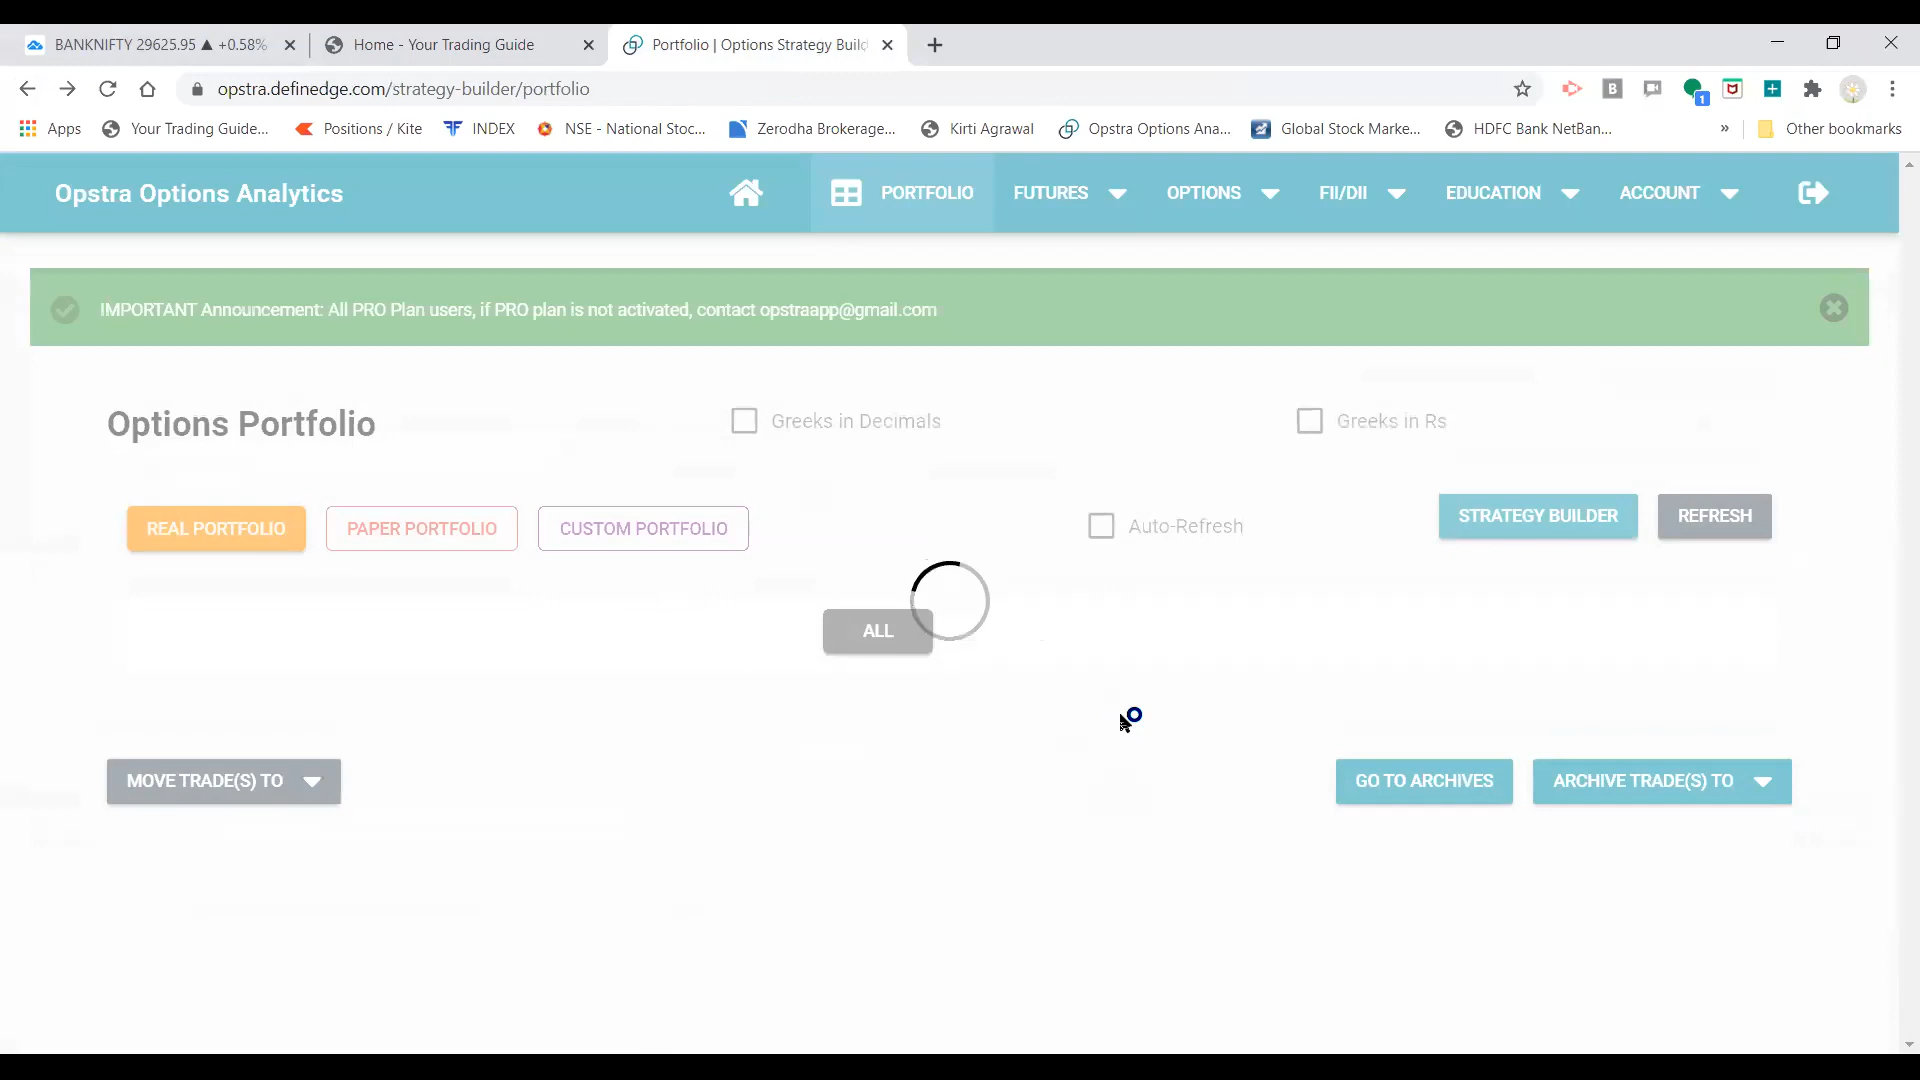 BANKNIFTY 29625.95 ▲ +0.58%
Home - Your Trading Guide
Portfolio | Options Strategy Build
opstra.definedge.com/strategy-builder/portfolio
B
1
Apps
Your Trading Guide...
Positions / Kite
INDEX
NSE - National Stoc...
Zerodha Brokerage...
Kirti Agrawal
Opstra Options Ana...
Global Stock Marke...
HDFC Bank NetBan...
»
Other bookmarks
Opstra Options Analytics
PORTFOLIO
FUTURES
OPTIONS
FII/DII
EDUCATION
ACCOUNT
IMPORTANT Announcement: All PRO Plan users, if PRO plan is not activated, contact opstraapp@gmail.com
Options Portfolio
Greeks in Decimals
Greeks in Rs
REAL PORTFOLIO
PAPER PORTFOLIO
CUSTOM PORTFOLIO
Auto-Refresh
STRATEGY BUILDER
REFRESH
ALL
MOVE TRADE(S) TO
GO TO ARCHIVES
ARCHIVE TRADE(S) TO